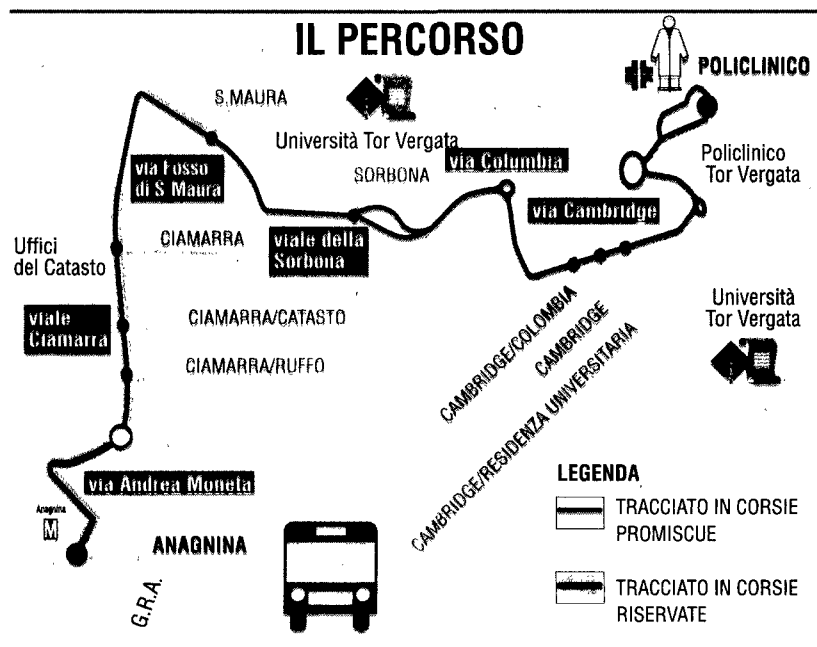 IL PERCORSO
POLICLINICO
S.MAURA
Università Tor Vergata
via Columbia
via Fosso
di S Maura
SORBONA
Policlinico
Tor Vergata
via Cambridge
Uffici
del Catasto
CIAMARRA
viale della
Sorbona
viale
Ciamarra
CIAMARRA/CATASTO
CIAMARRA/RUFFO
CAMBRIDGE/COLOMBIA
CAMBRIDGE
CAMBRIDGE/RESIDENZA UNIVERSITARIA
Università
Tor Vergata
via Andrea Moneta
Anagnina
M
ANAGNINA
G.R.A.
LEGENDA
TRACCIATO IN CORSIE
PROMISCUE
TRACCIATO IN CORSIE
RISERVATE